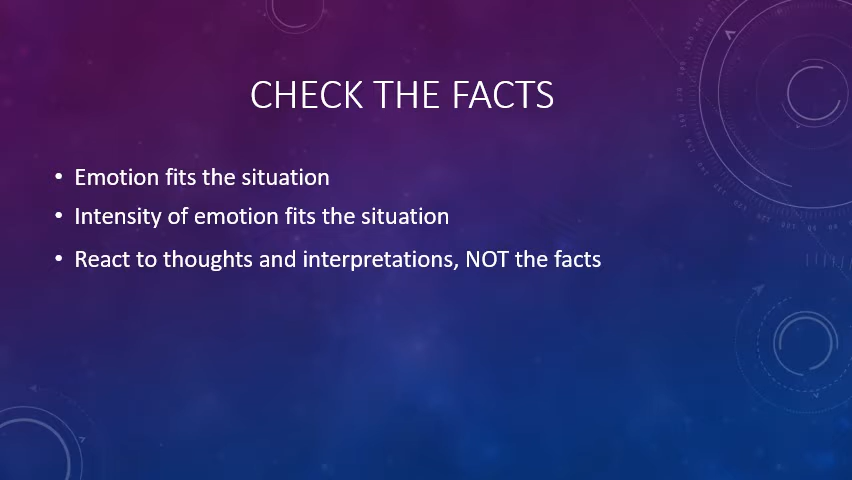 CHECK THE FACTS
• Emotion fits the situation
• Intensity of emotion fits the situation
• React to thoughts and interpretations, NOT the facts